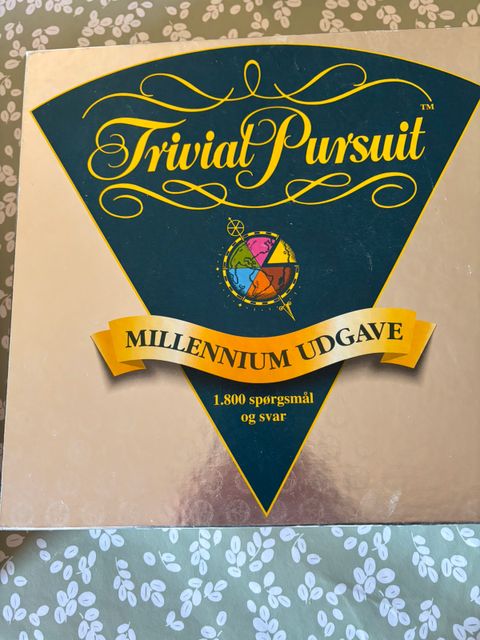 Trivial Pursuit™
MILLENNIUM UDGAVE
1.800 spørgsmål
og svar